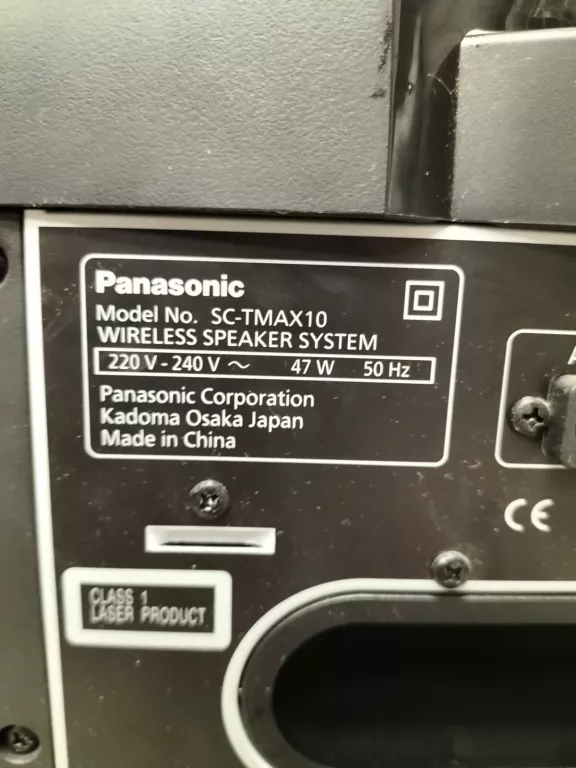 Panasonic
Model No. SC-TMAX10
WIRELESS SPEAKER SYSTEM
220 V - 240 V ~ 47 W 50 Hz
Panasonic Corporation
Kadoma Osaka Japan
Made in China
CE
CLASS 1
LASER PRODUCT